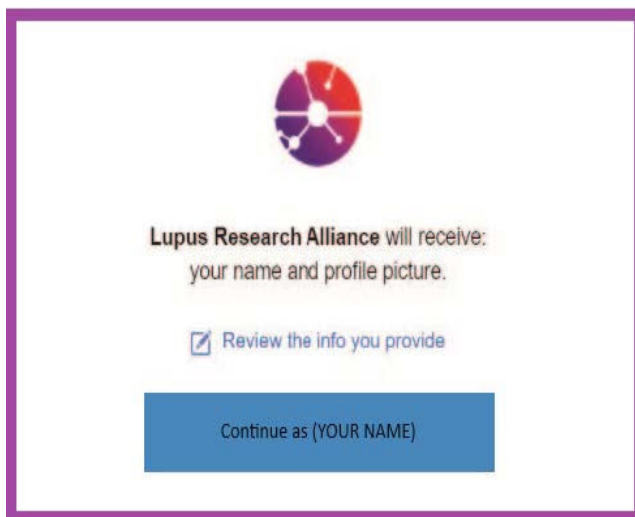 Lupus Research Alliance will receive:
your name and profile picture.
Review the info you provide
Continue as (YOUR NAME)